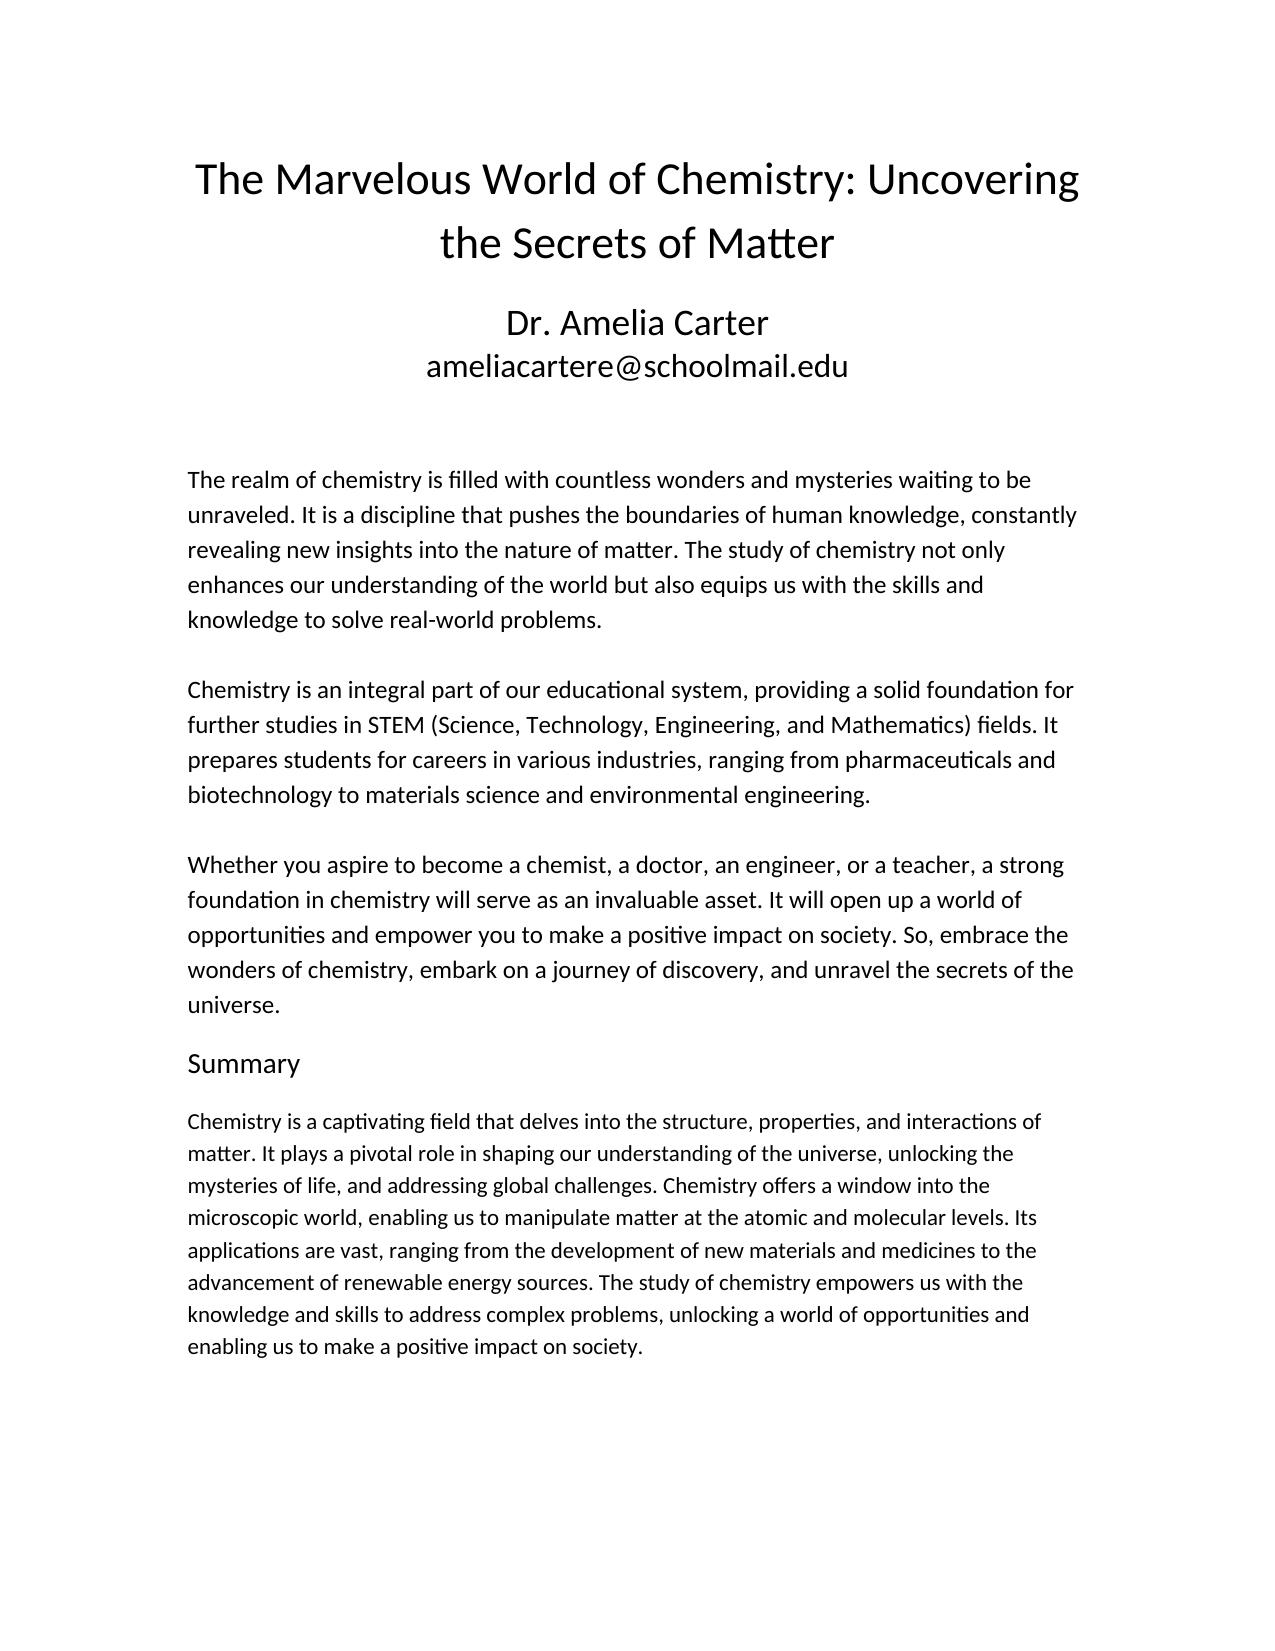 The Marvelous World of Chemistry: Uncovering
the Secrets of Matter
Dr. Amelia Carter
ameliacartere@schoolmail.edu
The realm of chemistry is filled with countless wonders and mysteries waiting to be
unraveled. It is a discipline that pushes the boundaries of human knowledge, constantly
revealing new insights into the nature of matter. The study of chemistry not only
enhances our understanding of the world but also equips us with the skills and
knowledge to solve real-world problems.
Chemistry is an integral part of our educational system, providing a solid foundation for
further studies in STEM (Science, Technology, Engineering, and Mathematics) fields. It
prepares students for careers in various industries, ranging from pharmaceuticals and
biotechnology to materials science and environmental engineering.
Whether you aspire to become a chemist, a doctor, an engineer, or a teacher, a strong
foundation in chemistry will serve as an invaluable asset. It will open up a world of
opportunities and empower you to make a positive impact on society. So, embrace the
wonders of chemistry, embark on a journey of discovery, and unravel the secrets of the
universe.
Summary
Chemistry is a captivating field that delves into the structure, properties, and interactions of
matter. It plays a pivotal role in shaping our understanding of the universe, unlocking the
mysteries of life, and addressing global challenges. Chemistry offers a window into the
microscopic world, enabling us to manipulate matter at the atomic and molecular levels. Its
applications are vast, ranging from the development of new materials and medicines to the
advancement of renewable energy sources. The study of chemistry empowers us with the
knowledge and skills to address complex problems, unlocking a world of opportunities and
enabling us to make a positive impact on society.